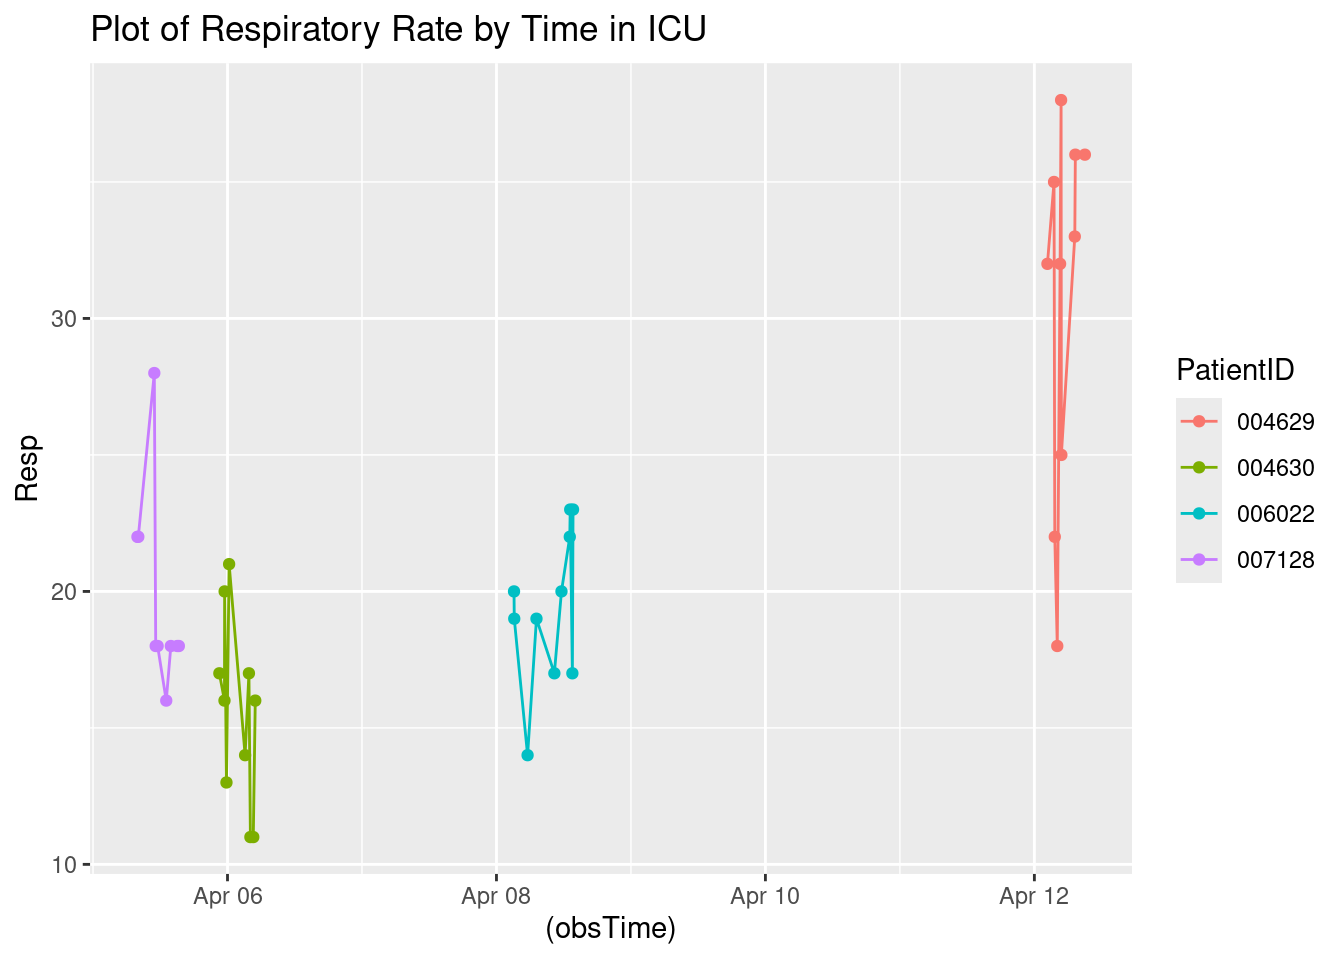 Plot of Respiratory Rate by Time in ICU
Resp
30
20
10
Apr 06
Apr 08
Apr 10
Apr 12
(obsTime)
PatientID
004629
004630
006022
007128